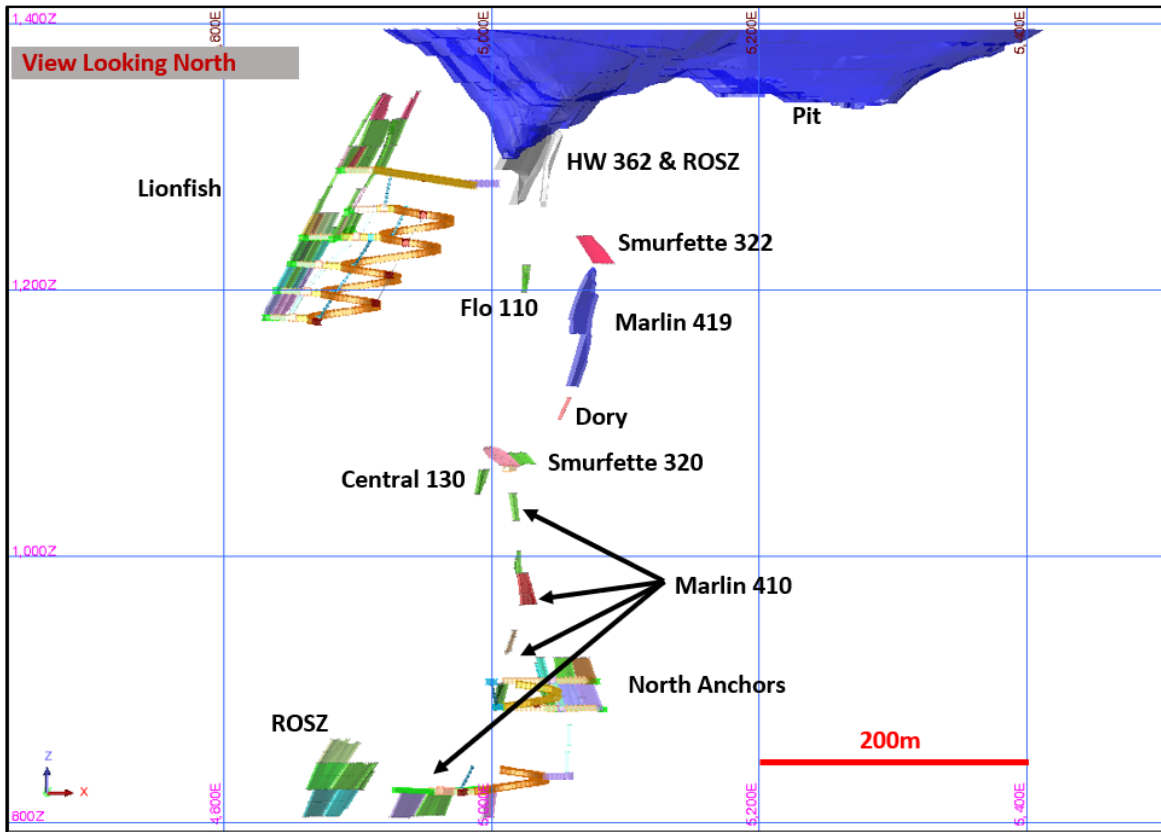 1,400Z
4,800E
5,000E
5,200E
5,400E
View Looking North
Pit
HW 362 & ROSZ
Lionfish
Smurfette 322
1,200Z
Flo 110
Marlin 419
Dory
Smurfette 320
Central 130
1,000Z
Marlin 410
North Anchors
ROSZ
200m
Z
X
800Z
4,800E
5,000E
5,200E
5,400E